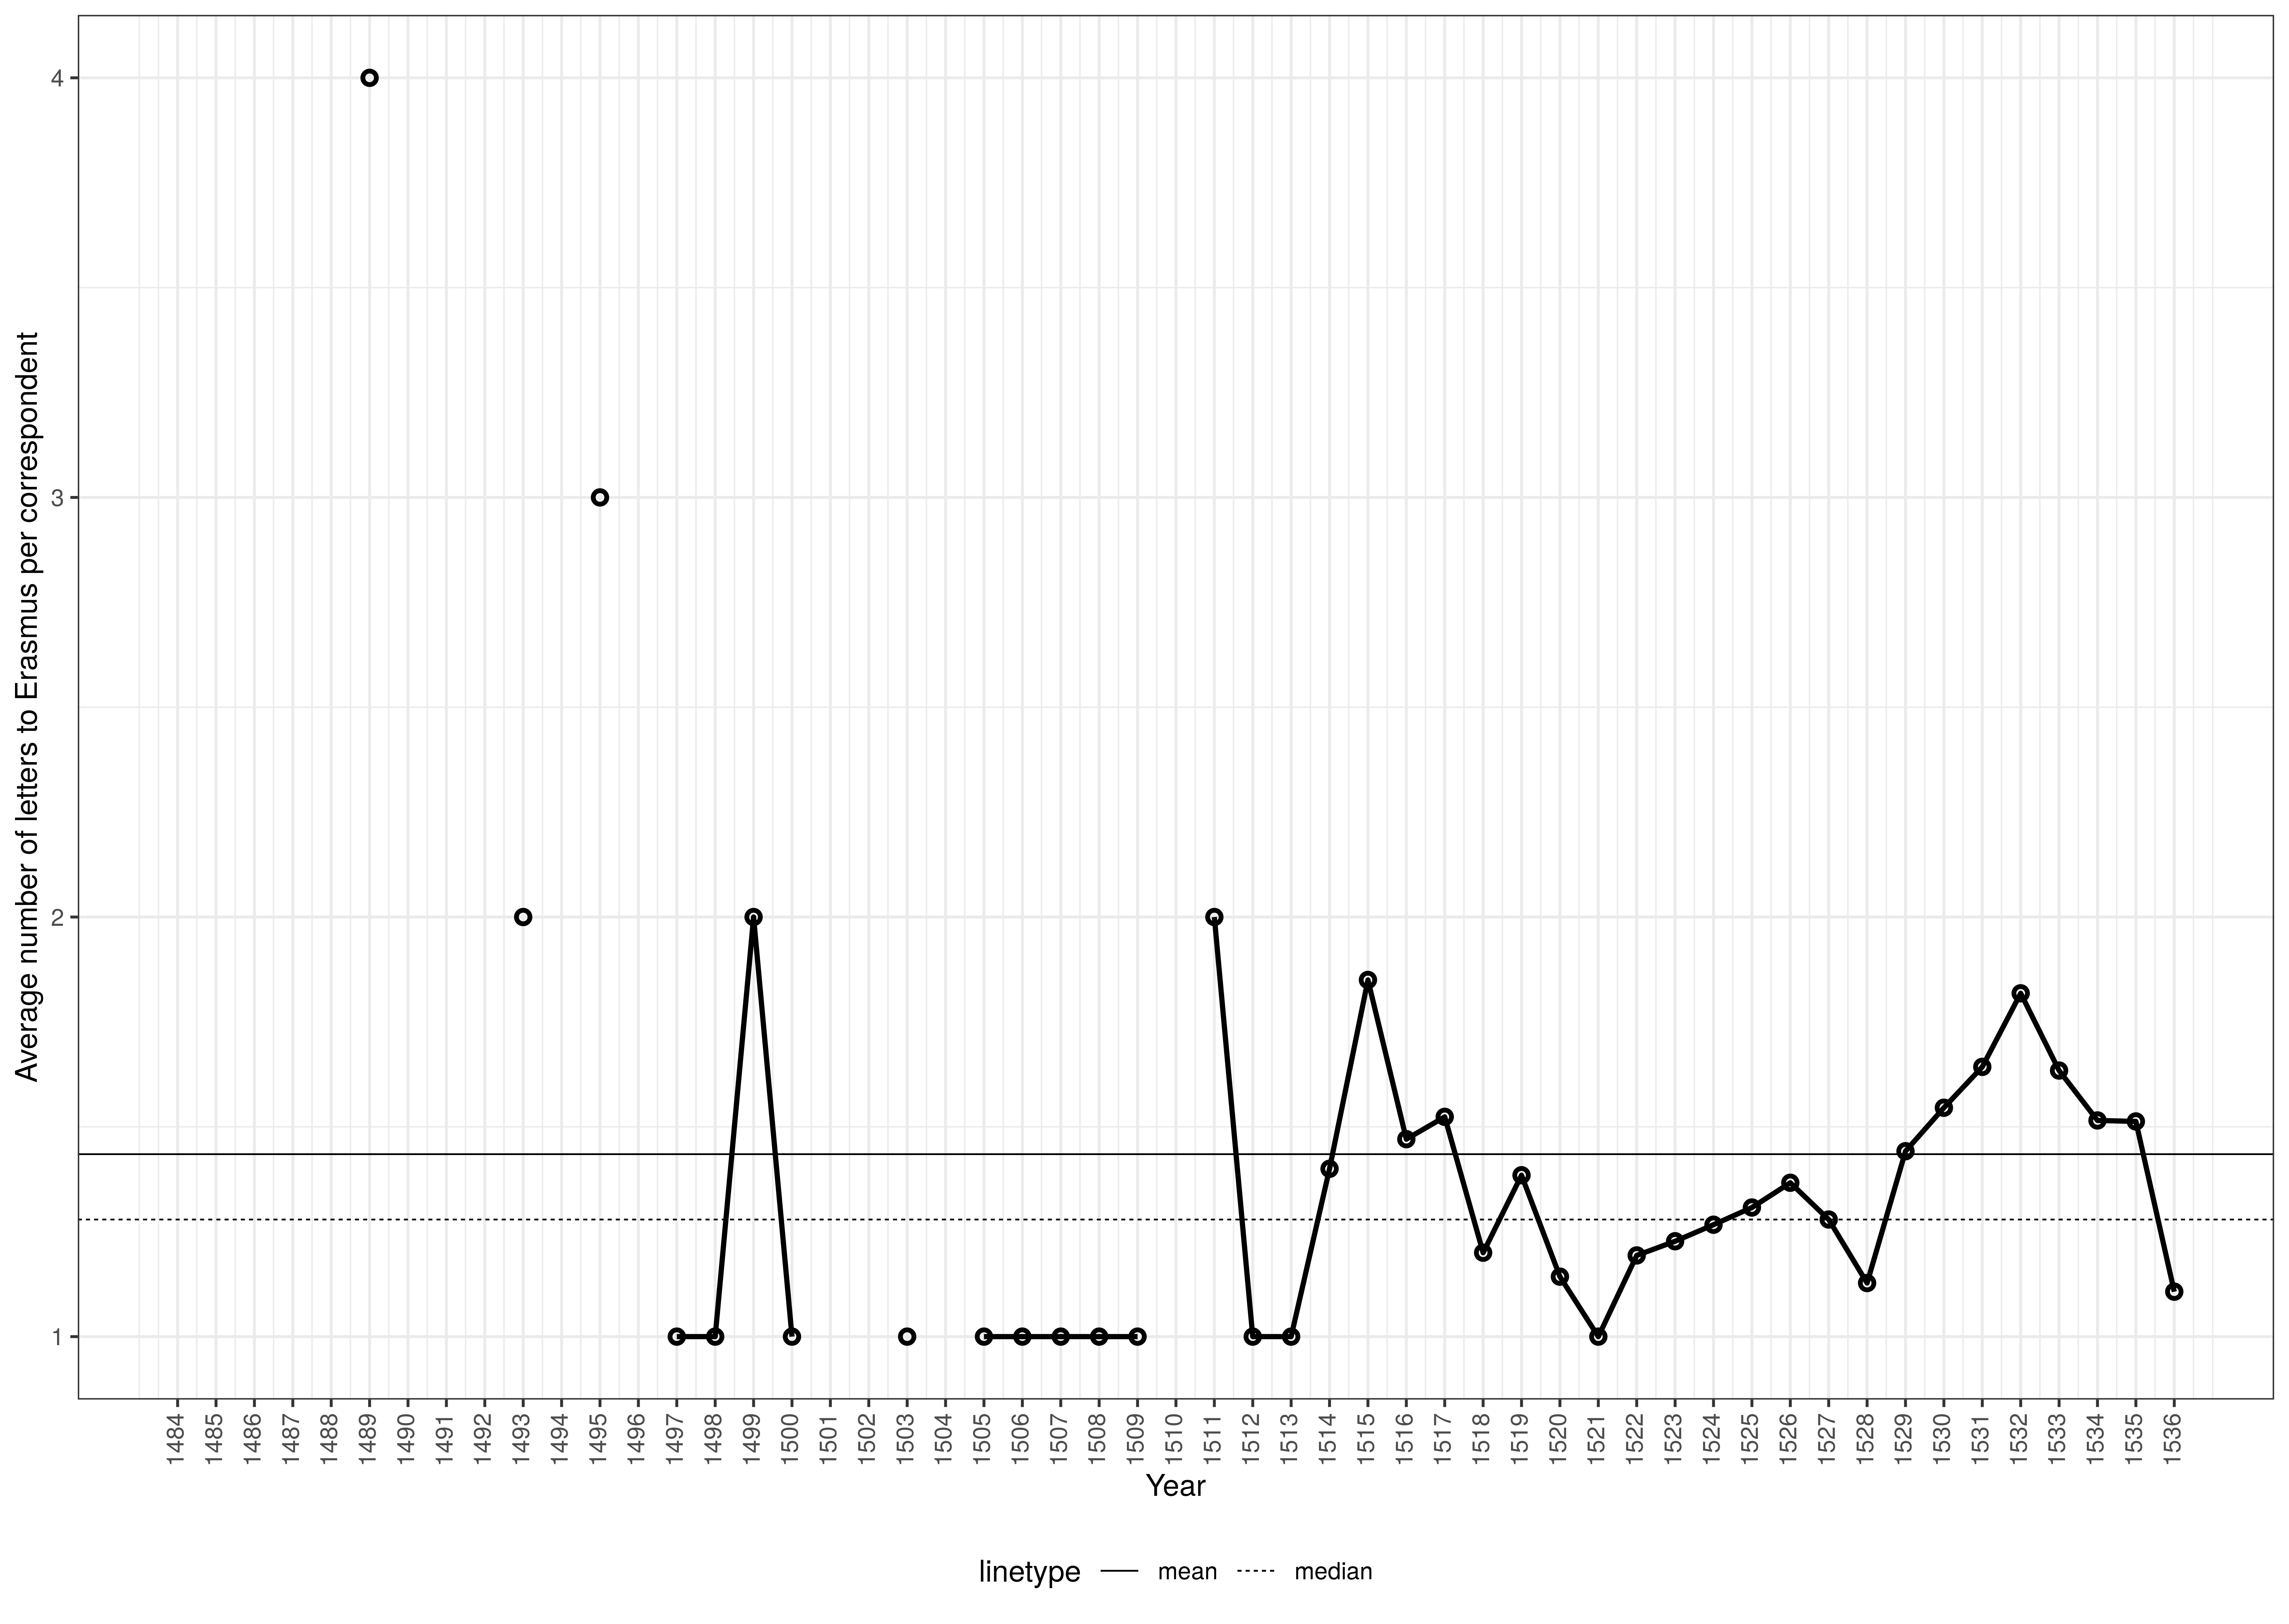 Average number of letters to Erasmus per correspondent
4
3
2
1
1484 1485 1486 1487 1488 1489 1490 1491 1492 1493 1494 1495 1496 1497 1498 1499 1500 1501 1502 1503 1504 1505 1506 1507 1508 1509 1510 1511 1512 1513 1514 1515 1516 1517 1518 1519 1520 1521 1522 1523 1524 1525 1526 1527 1528 1529 1530 1531 1532 1533 1534 1535 1536
Year
linetype mean median